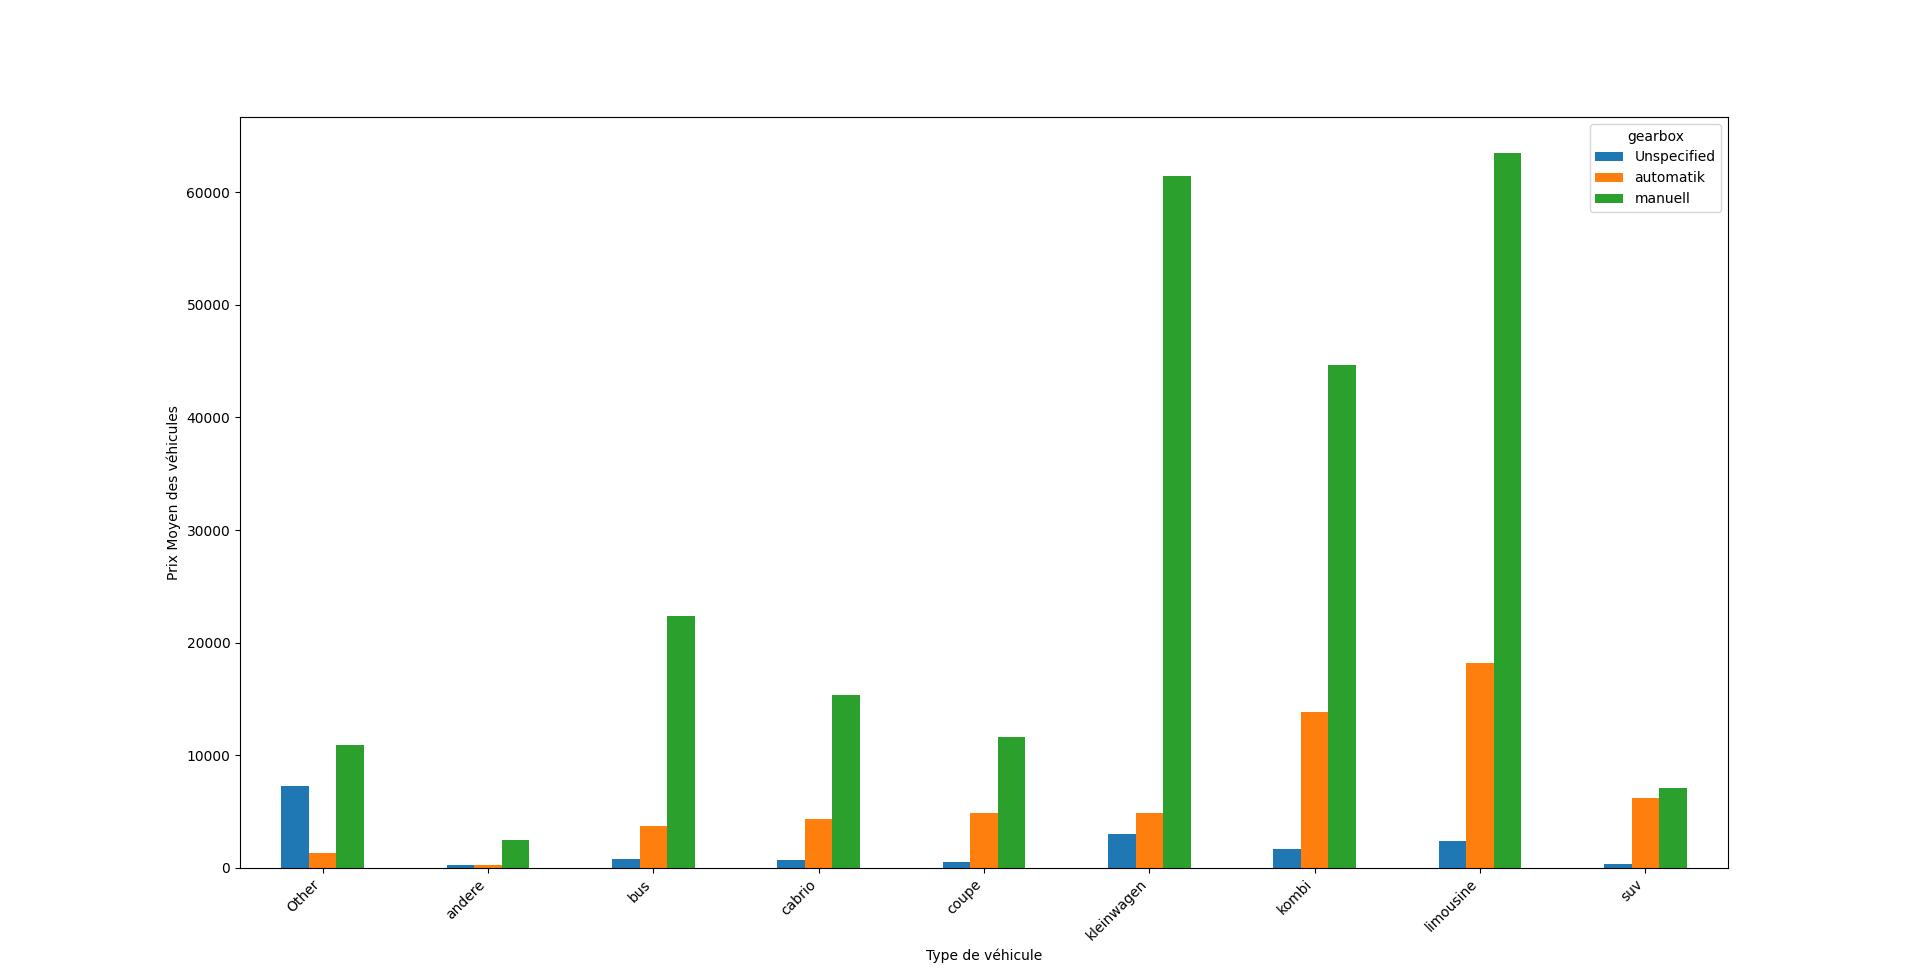 gearbox
Unspecified
automatik
manuell
Prix Moyen des véhicules
60000
50000
40000
30000
20000
10000
0
Other
andere
bus
cabrio
coupe
kleinwagen
kombi
limousine
suv
Type de véhicule